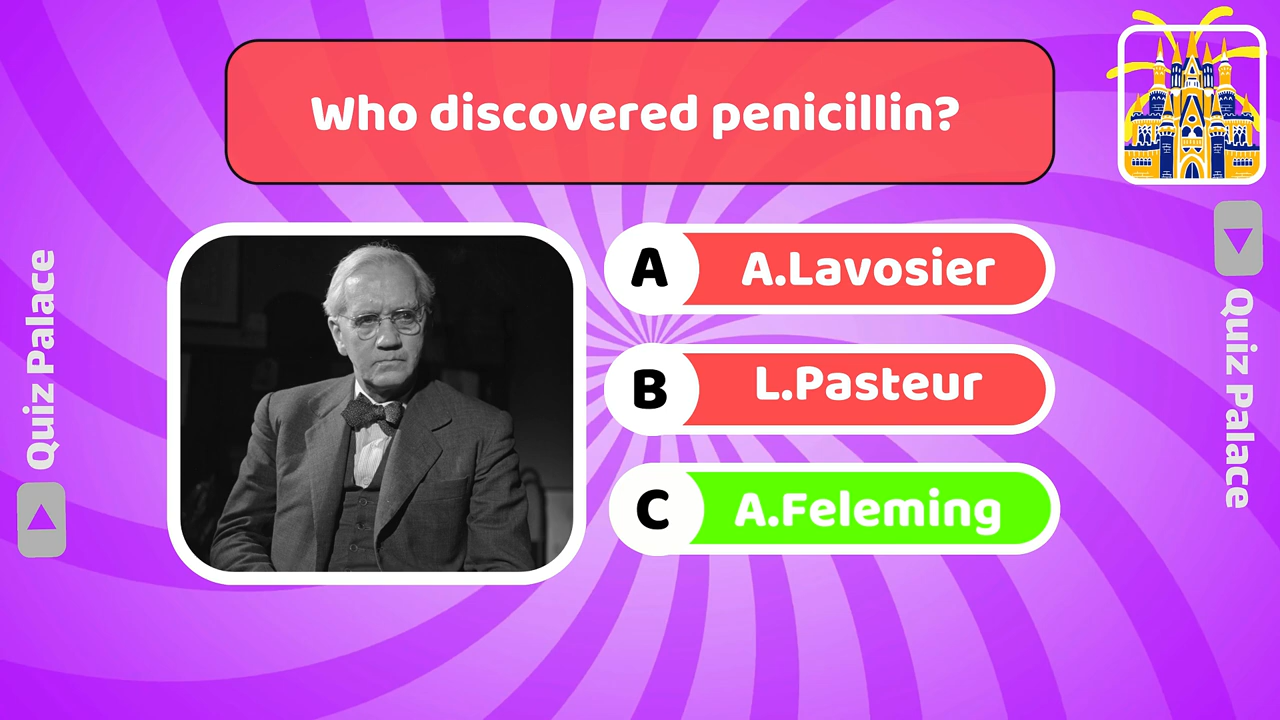 Who discovered penicillin?
A
A.Lavosier
B
L.Pasteur
C
A.Feleming
Quiz Palace
Quiz Palace